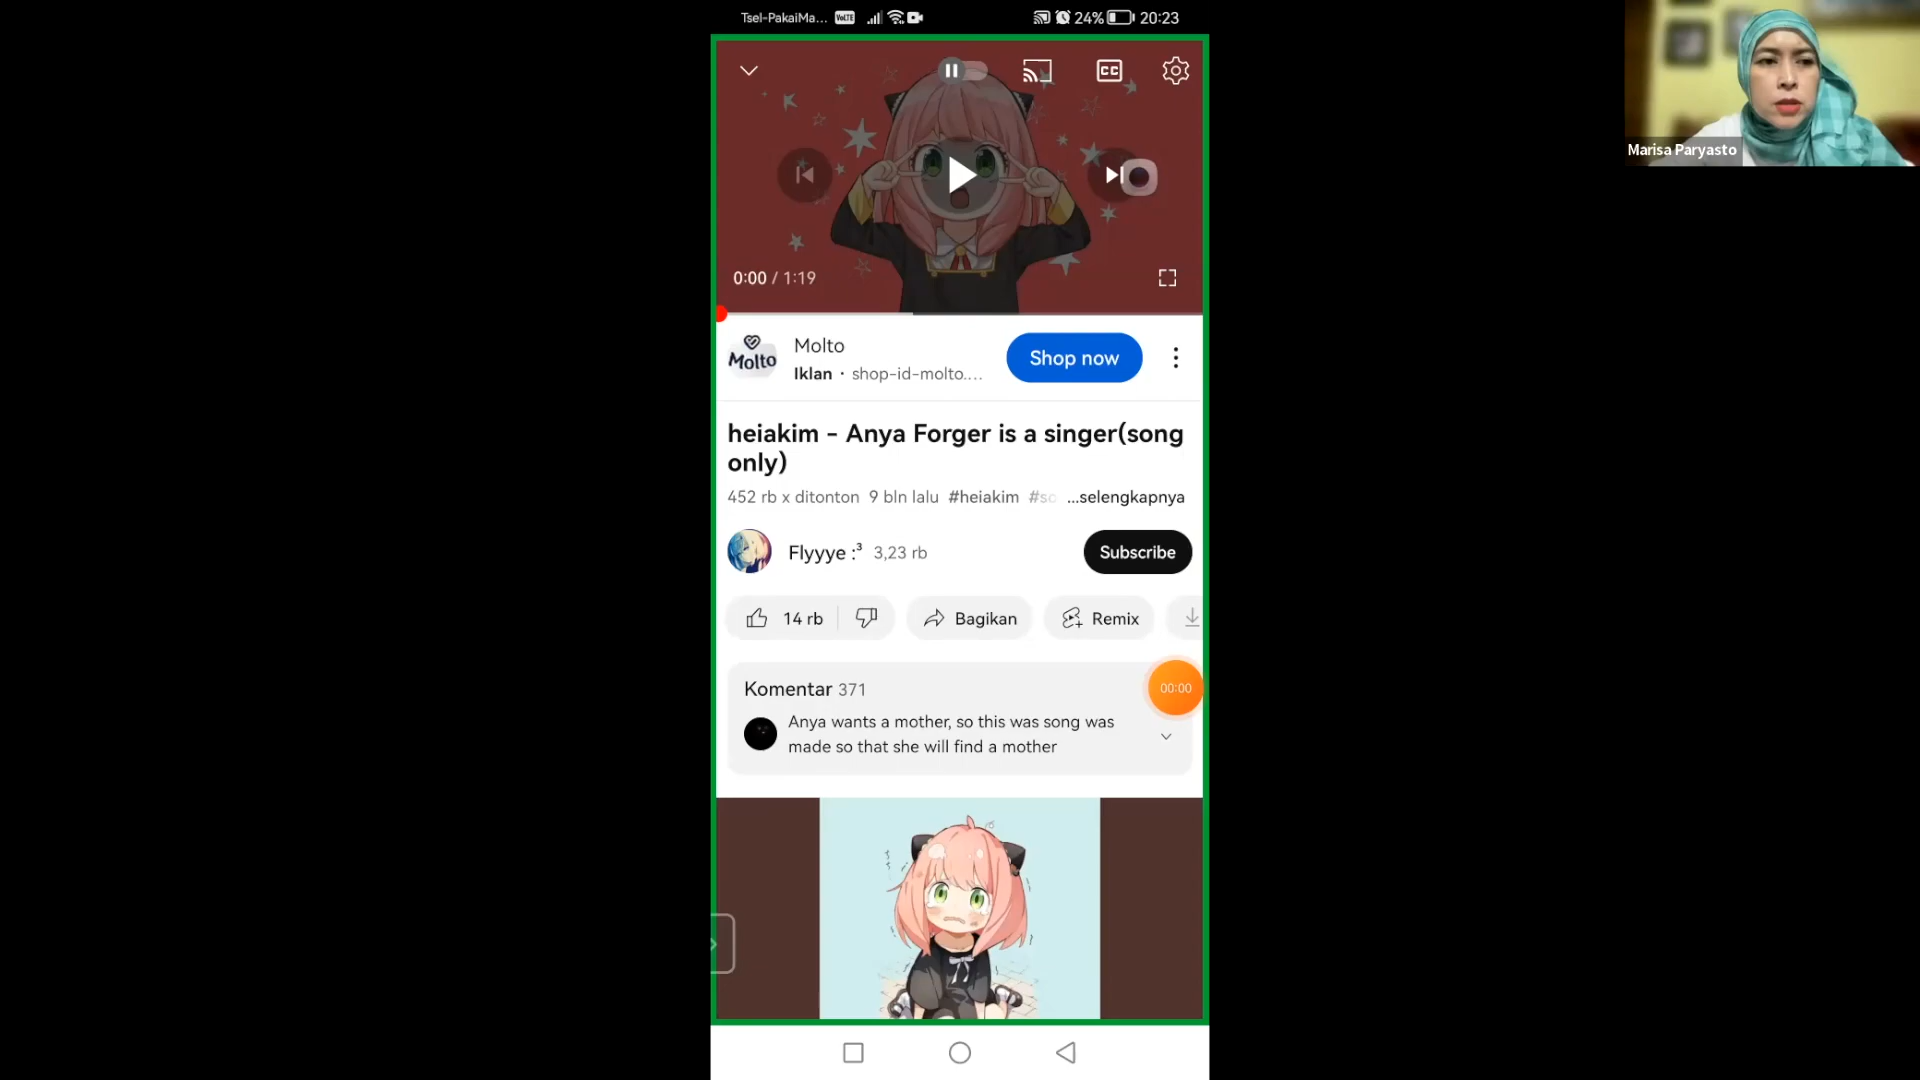 Tsel-PakaiMa... VoLTE 24% 20:23
CC
0:00 / 1:19
Molto
Molto
Iklan · shop-id-molto....
Shop now
heiakim - Anya Forger is a singer(song
only)
452 rb x ditonton 9 bln lalu #heiakim #sc ...selengkapnya
Flyyye :³ 3,23 rb
Subscribe
14 rb
Bagikan
Remix
Komentar 371
00:00
Anya wants a mother, so this was song was
made so that she will find a mother
Marisa Paryasto